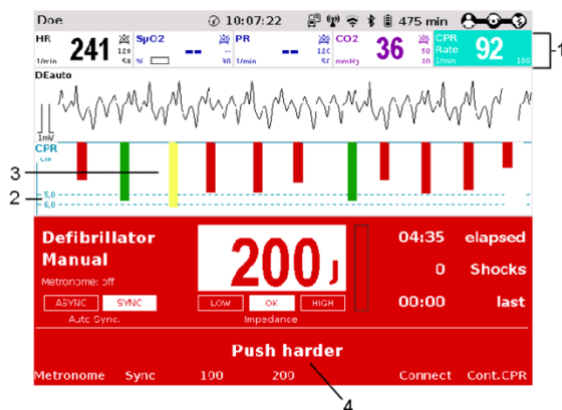 Doe 10:07:22 475 min
HR 241 120 50 1/min
SpO2 -- -- 90 %
PR -- 120 50 1/min
CO2 36 50 30 mmHg
CPR Rate 92 1/min 100
1
DEauto
1mV
CPR
cm
3
2
5,0
6,0
Defibrillator Manual
200 J
04:35 elapsed
Metronome: off
0 Shocks
ASYNC SYNC LOW OK HIGH 00:00 last
Auto Sync. Impedance
Push harder
Metronome Sync 100 200 Connect Cont.CPR
4